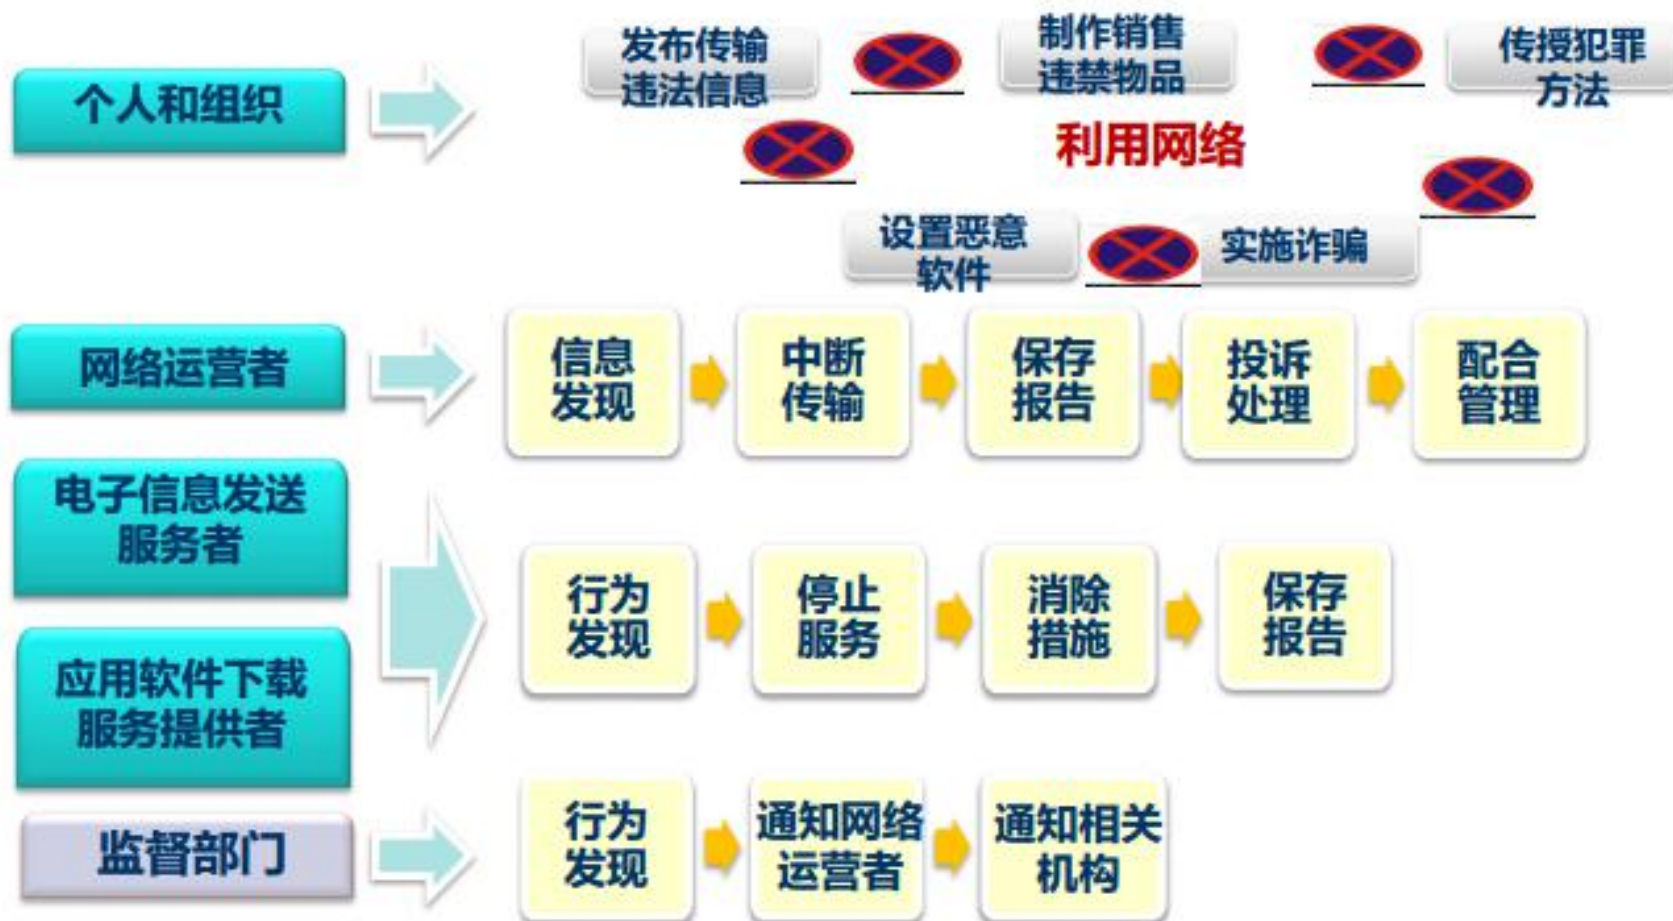 个人和组织
发布传输
违法信息
制作销售
违禁物品
传授犯罪
方法
利用网络
设置恶意
软件
实施诈骗
网络运营者
信息
发现
中断
传输
保存
报告
投诉
处理
配合
管理
电子信息发送
服务者
应用软件下载
服务提供者
行为
发现
停止
服务
消除
措施
保存
报告
监督部门
行为
发现
通知网络
运营者
通知相关
机构